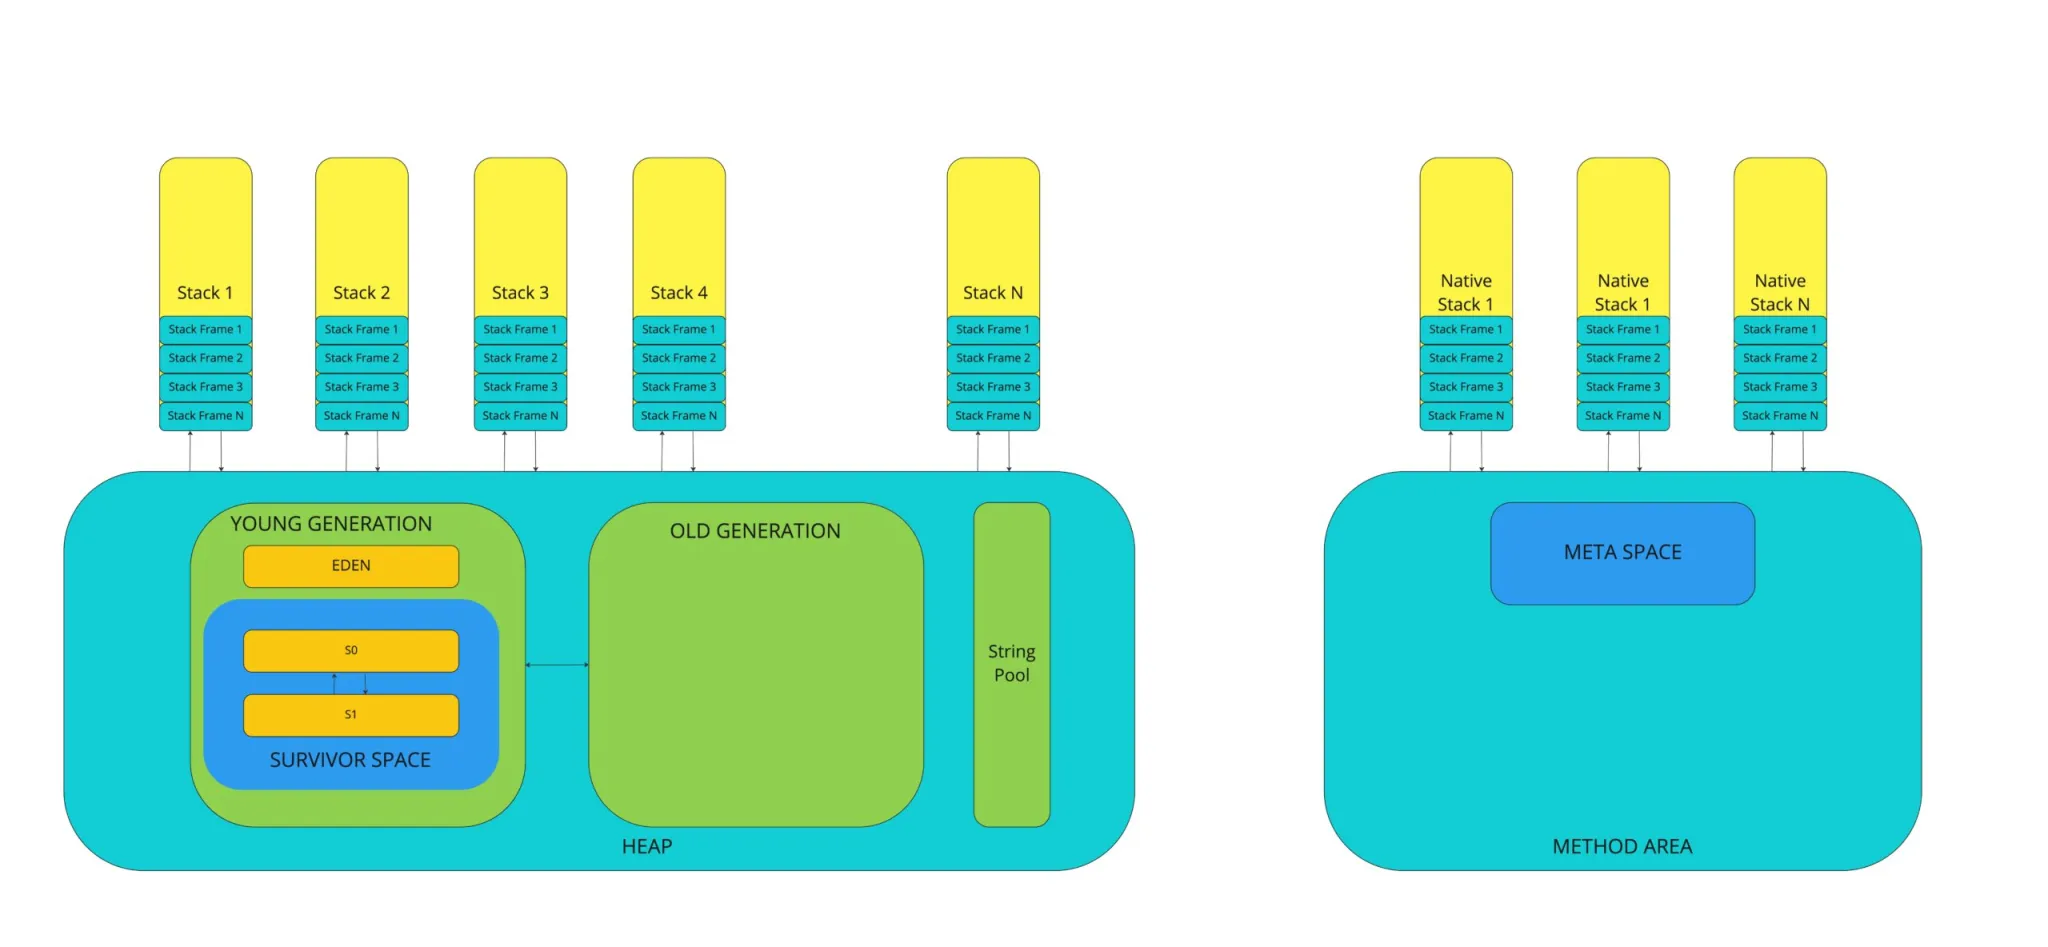 Stack 1
Stack Frame 1
Stack Frame 2
Stack Frame 3
Stack Frame N
Stack 2
Stack Frame 1
Stack Frame 2
Stack Frame 3
Stack Frame N
Stack 3
Stack Frame 1
Stack Frame 2
Stack Frame 3
Stack Frame N
Stack 4
Stack Frame 1
Stack Frame 2
Stack Frame 3
Stack Frame N
Stack N
Stack Frame 1
Stack Frame 2
Stack Frame 3
Stack Frame N
Native
Stack 1
Stack Frame 1
Stack Frame 2
Stack Frame 3
Stack Frame N
Native
Stack 1
Stack Frame 1
Stack Frame 2
Stack Frame 3
Stack Frame N
Native
Stack N
Stack Frame 1
Stack Frame 2
Stack Frame 3
Stack Frame N
YOUNG GENERATION
EDEN
S0
S1
SURVIVOR SPACE
OLD GENERATION
String
Pool
HEAP
META SPACE
METHOD AREA